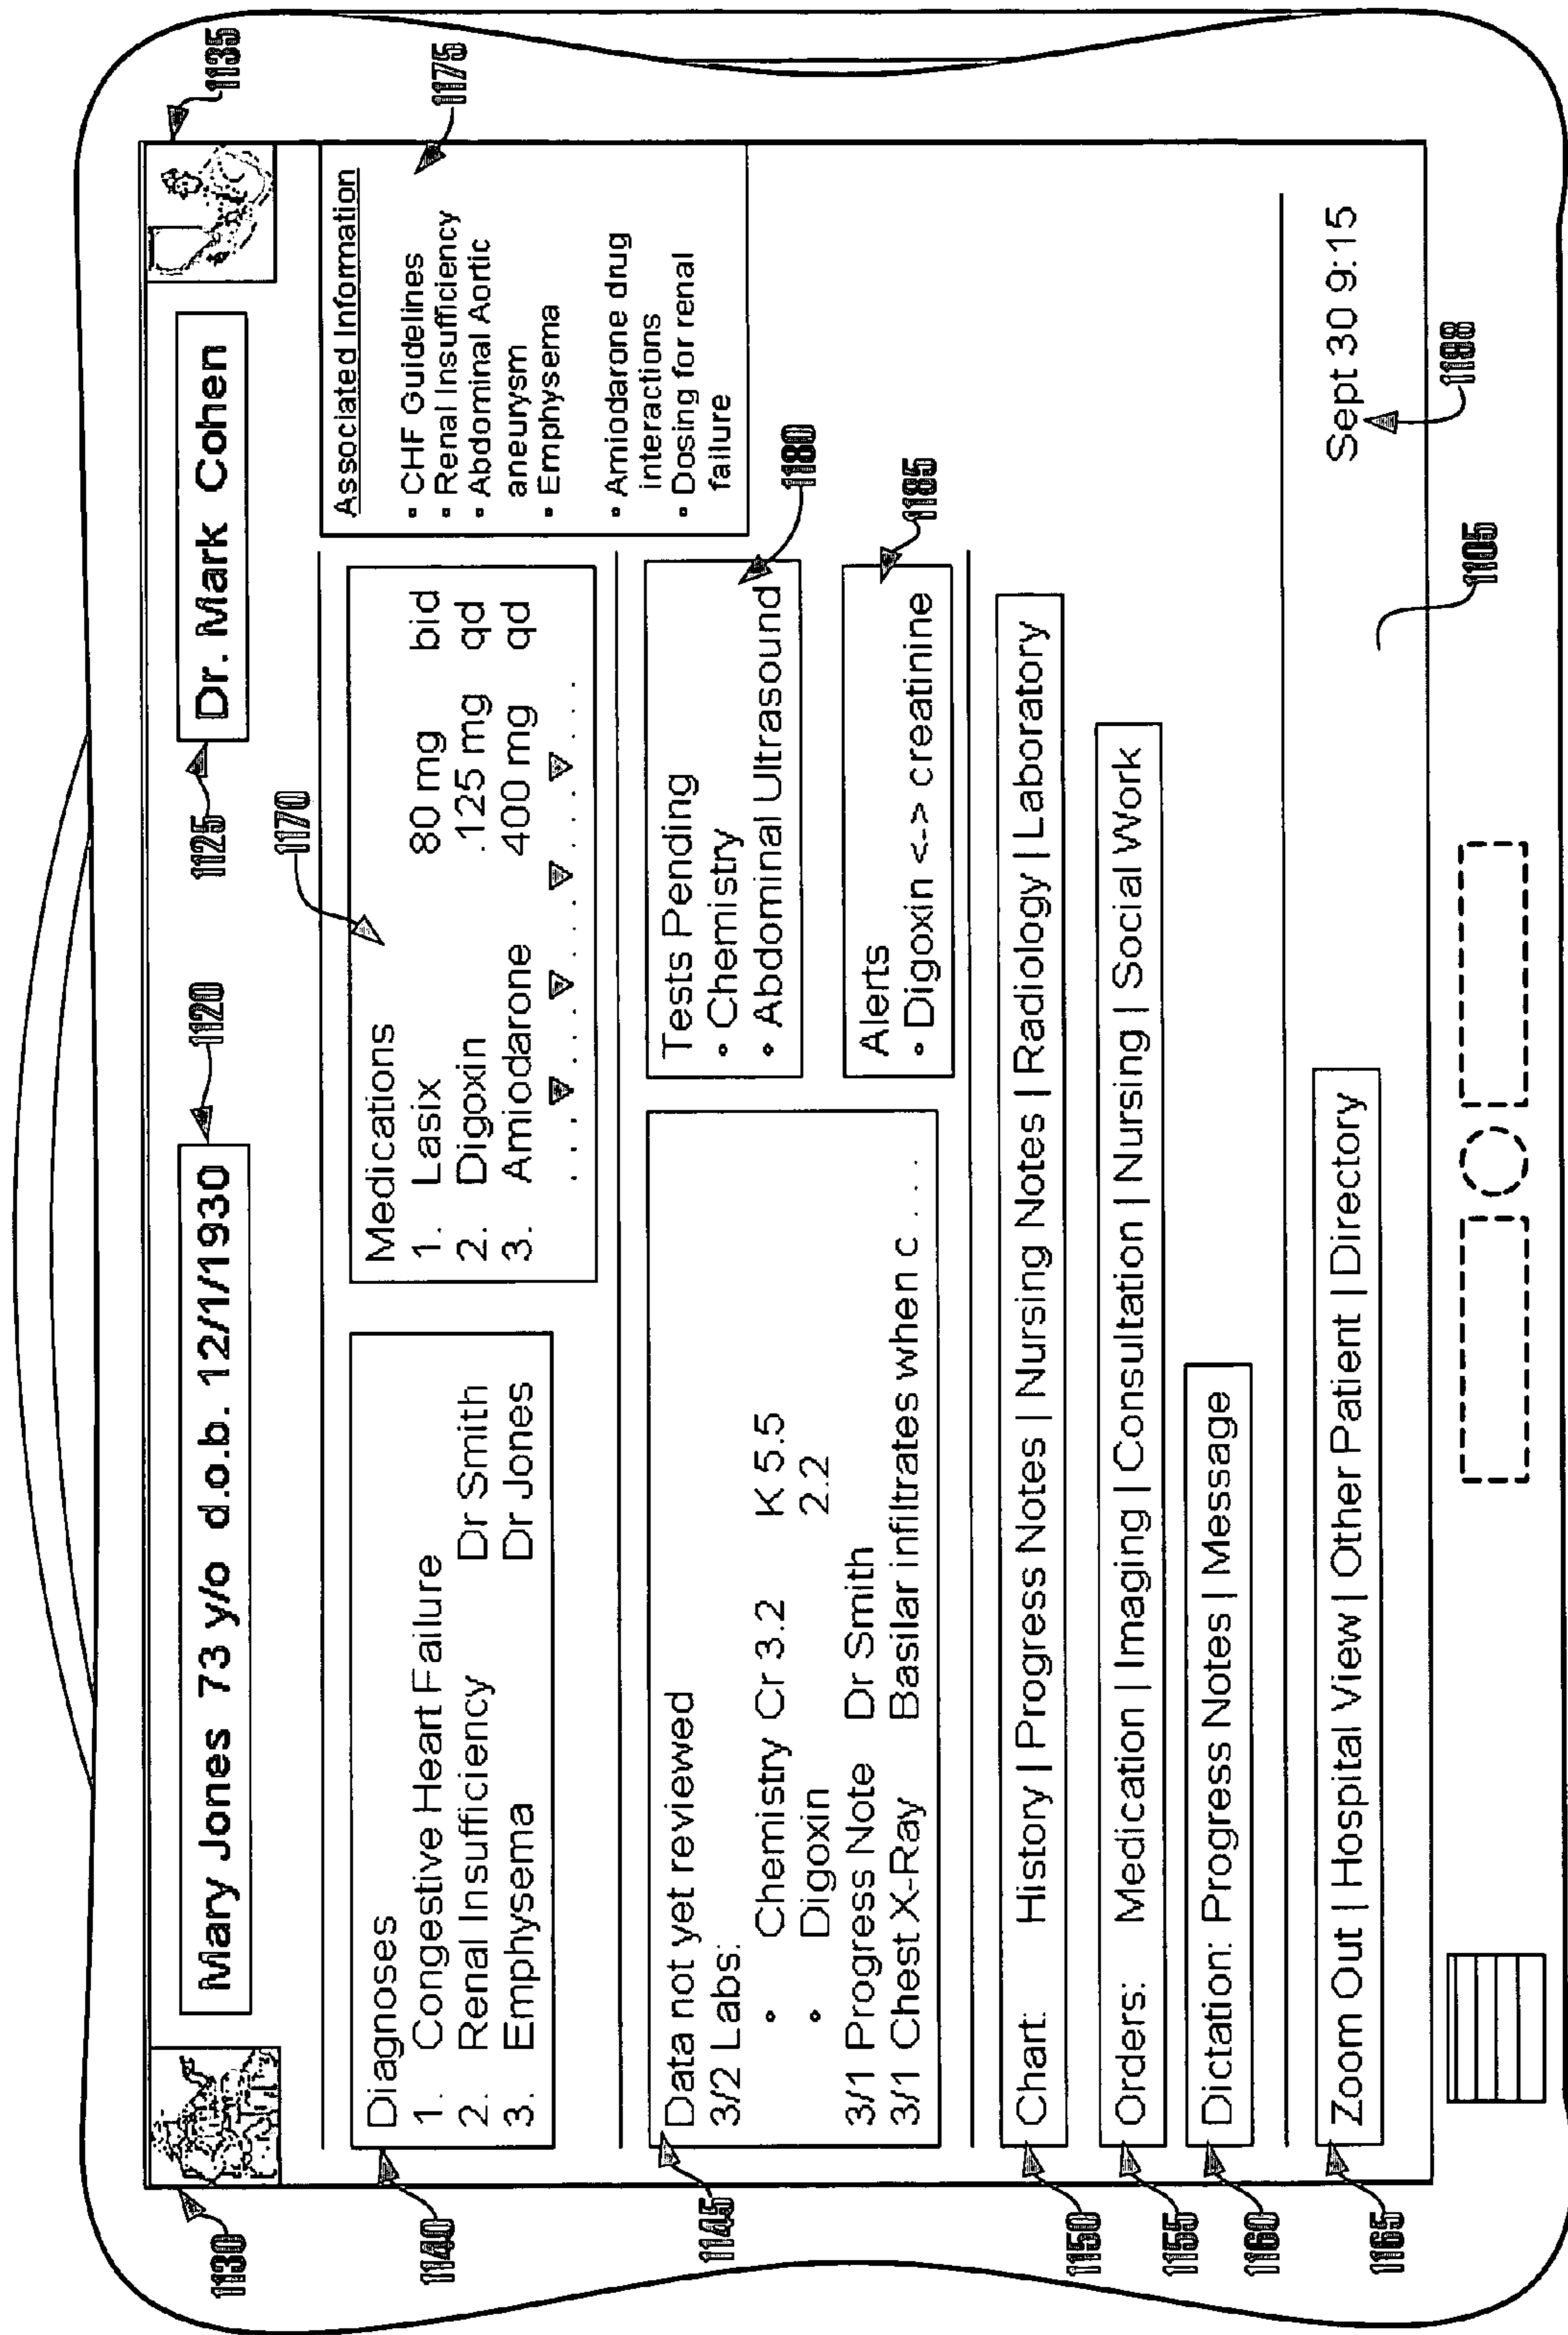 1135
Mary Jones 73 y/o d.o.b. 12/1/1930
1120
Dr. Mark Cohen
1125
1130
1170
1175
Diagnoses
1. Congestive Heart Failure
2. Renal Insufficiency Dr Smith
3. Emphysema Dr Jones
1140
Medications
1. Lasix 80 mg bid
2. Digoxin .125 mg qd
3. Amiodarone 400 mg qd
Associated Information
• CHF Guidelines
• Renal Insufficiency
• Abdominal Aortic
aneurysm
• Emphysema
• Amiodarone drug
interactions
• Dosing for renal
failure
Data not yet reviewed
3/2 Labs:
• Chemistry Cr 3.2 K 5.5
• Digoxin 2.2
3/1 Progress Note Dr Smith
3/1 Chest X-Ray Basilar infiltrates when c . . .
1145
Tests Pending
• Chemistry
• Abdominal Ultrasound
1180
Alerts
• Digoxin <-> creatinine
1185
Chart: History | Progress Notes | Nursing Notes | Radiology | Laboratory
1150
Orders: Medication | Imaging | Consultation | Nursing | Social Work
1155
Dictation: Progress Notes | Message
1160
Zoom Out | Hospital View | Other Patient | Directory
1165
Sept 30 9:15
1198
1105